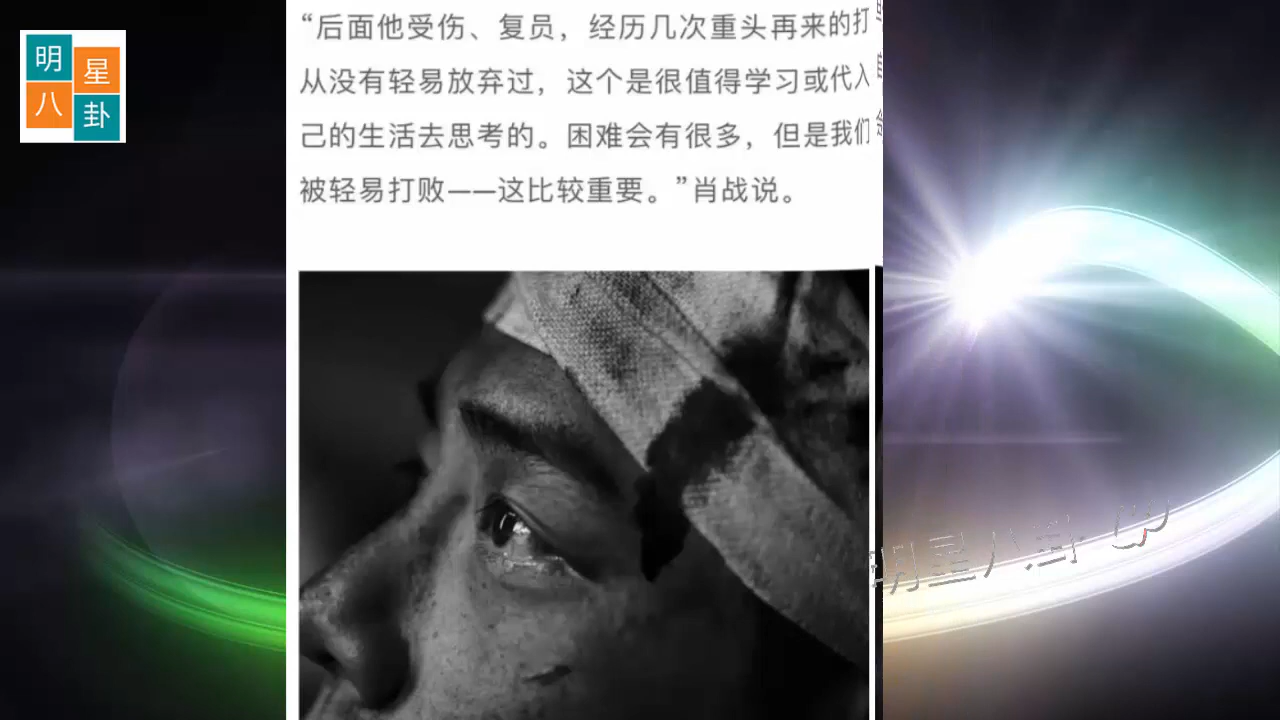 明星
八卦
“后面他受伤、复员，经历几次重头再来的打
从没有轻易放弃过，这个是很值得学习或代入
己的生活去思考的。困难会有很多，但是我们
被轻易打败——这比较重要。”肖战说。
明星八卦